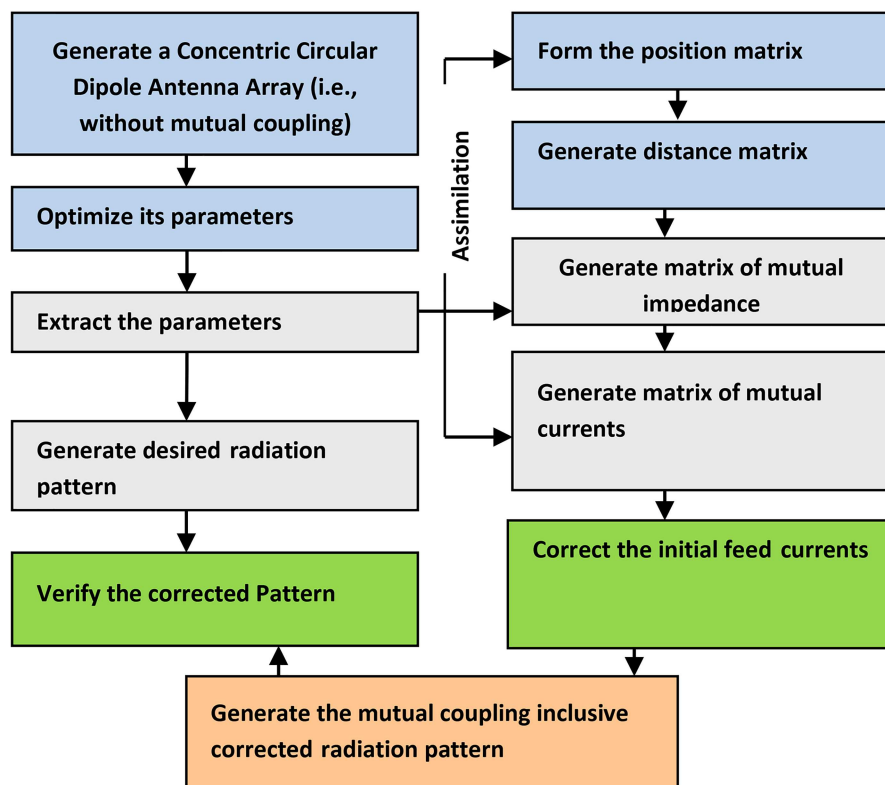 Generate a Concentric Circular
Dipole Antenna Array (i.e.,
without mutual coupling)
Optimize its parameters
Extract the parameters
Generate desired radiation
pattern
Verify the corrected Pattern
Assimilation
Form the position matrix
Generate distance matrix
Generate matrix of mutual
impedance
Generate matrix of mutual
currents
Correct the initial feed currents
Generate the mutual coupling inclusive
corrected radiation pattern